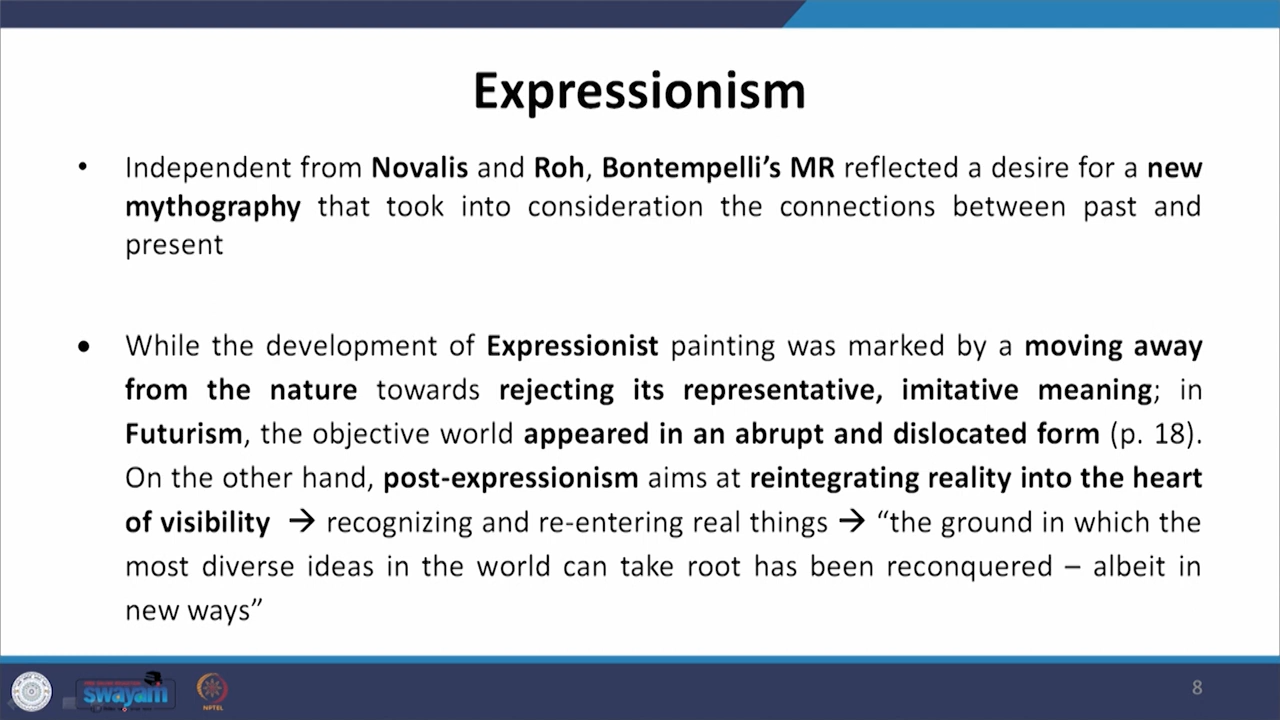 Expressionism
• Independent from Novalis and Roh, Bontempelli’s MR reflected a desire for a new
mythography that took into consideration the connections between past and
present
• While the development of Expressionist painting was marked by a moving away
from the nature towards rejecting its representative, imitative meaning; in
Futurism, the objective world appeared in an abrupt and dislocated form (p. 18).
On the other hand, post-expressionism aims at reintegrating reality into the heart
of visibility → recognizing and re-entering real things → “the ground in which the
most diverse ideas in the world can take root has been reconquered – albeit in
new ways”
swayam
NPTEL
8